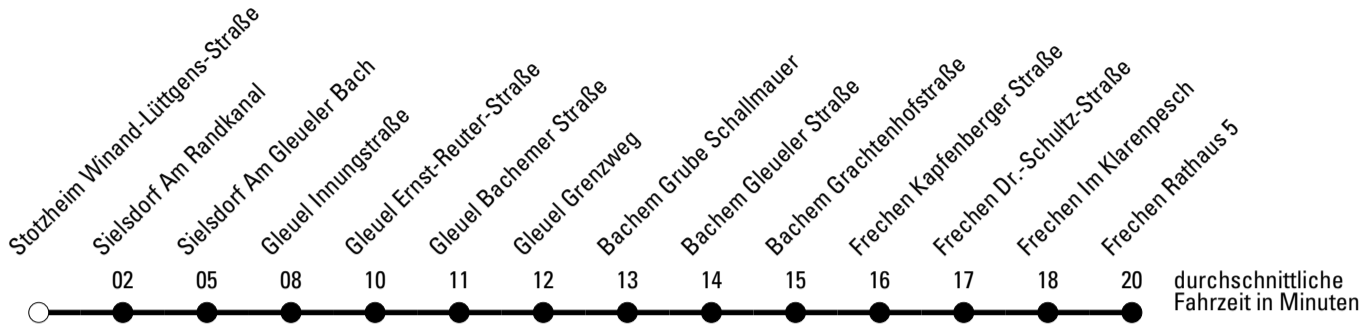 Stotzheim Winand-Lüttgens-Straße
Sielsdorf Am Randkanal
Sielsdorf Am Gleueler Bach
Gleuel Innungstraße
Gleuel Ernst-Reuter-Straße
Gleuel Bachemer Straße
Gleuel Grenzweg
Bachem Grube Schallmauer
Bachem Gleueler Straße
Bachem Grachtenhofstraße
Frechen Kapfenberger Straße
Frechen Dr.-Schultz-Straße
Frechen Im Klarenpesch
Frechen Rathaus 5
02 05 08 10 11 12 13 14 15 16 17 18 20
durchschnittliche
Fahrzeit in Minuten